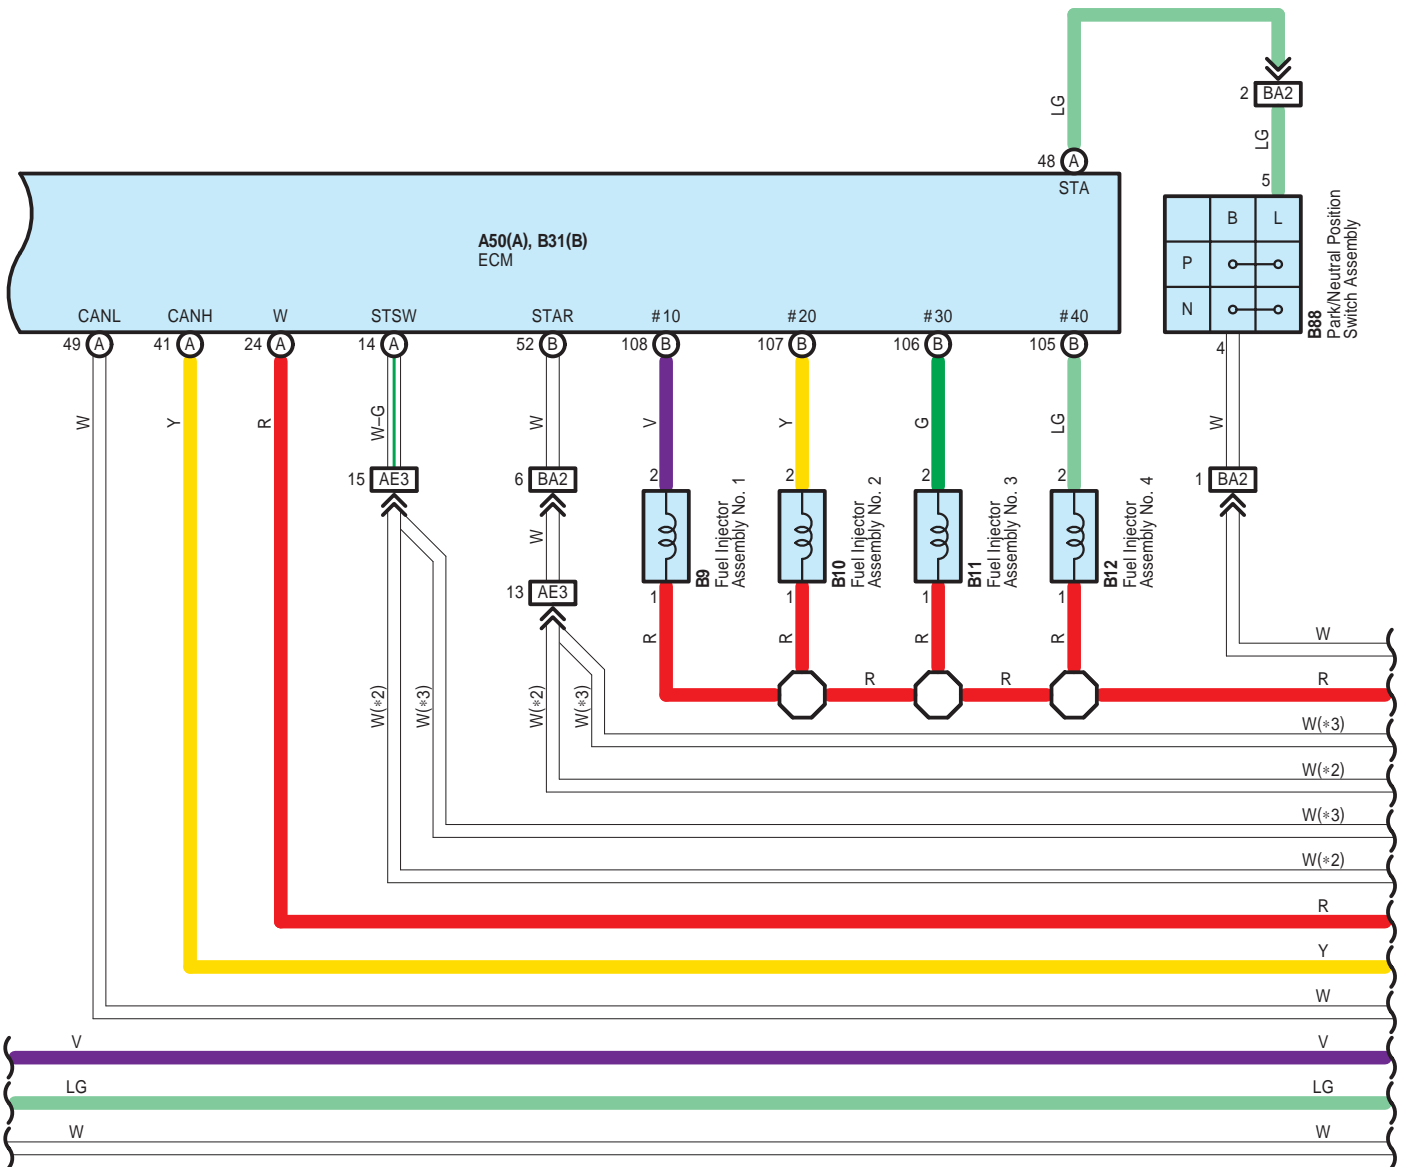 LG
2 BA2
LG
48 A
STA
5
B L
P
N
B88
Park/Neutral Position
Switch Assembly
A50(A), B31(B)
ECM
CANL CANH W STSW STAR #10 #20 #30 #40
49 A 41 A 24 A 14 A 52 B 108 B 107 B 106 B 105 B
4
W Y R W–G W V Y G LG W
15 AE3
6 BA2
2 2 2 2
1 BA2
W
B9
Fuel Injector
Assembly No. 1
B10
Fuel Injector
Assembly No. 2
B11
Fuel Injector
Assembly No. 3
B12
Fuel Injector
Assembly No. 4
13 AE3
1 1 1 1
R R R R
W
R R R
W(*2) W(*3) W(*2) W(*3)
W(*3)
W(*2)
W(*3)
W(*2)
R
Y
W
V V
LG LG
W W